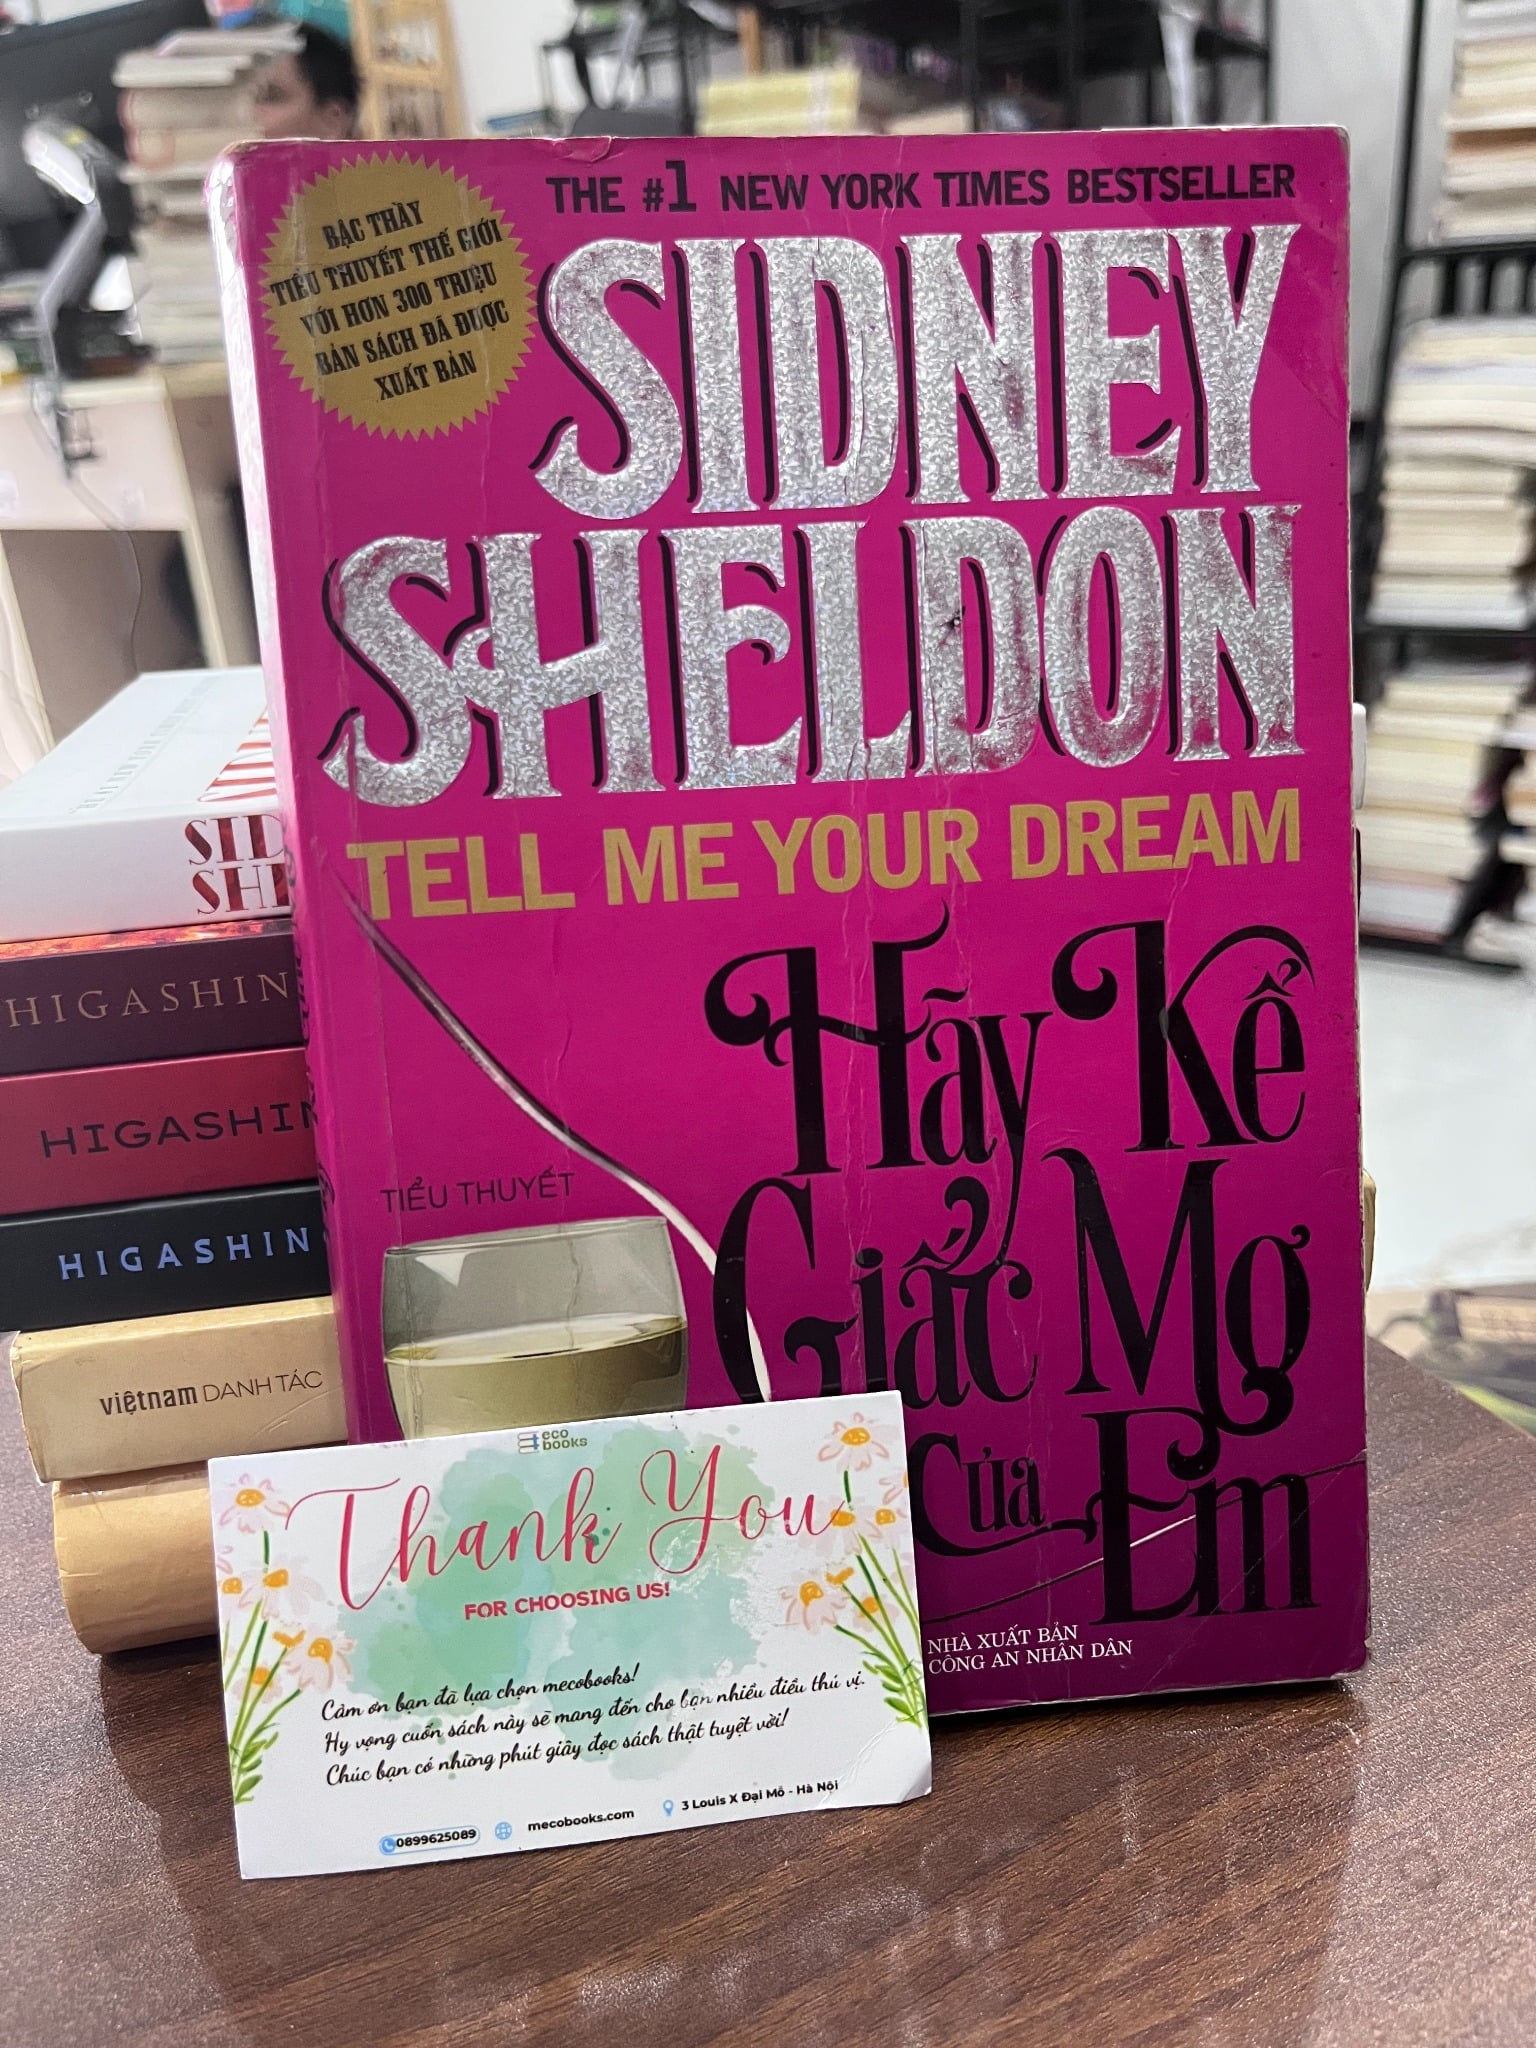 BẬC THẦY
TIỂU THUYẾT THẾ GIỚI
VỚI HƠN 300 TRIỆU
BẢN SÁCH ĐÃ ĐƯỢC
XUẤT BẢN
THE #1 NEW YORK TIMES BESTSELLER
SIDNEY
SHELDON
TELL ME YOUR DREAM
Hãy Kể
Giấc Mơ
Của Em
TIỂU THUYẾT
NHÀ XUẤT BẢN
CÔNG AN NHÂN DÂN
SID
SHE
HIGASHIN
HIGASHIN
HIGASHIN
việtnam DANH TÁC
eco
books
Thank You
FOR CHOOSING US!
Cảm ơn bạn đã lựa chọn mecobooks!
Hy vọng cuốn sách này sẽ mang đến cho bạn nhiều điều thú vị.
Chúc bạn có những phút giây đọc sách thật tuyệt vời!
0899625089
mecobooks.com
3 Louis X Đại Mỗ - Hà Nội